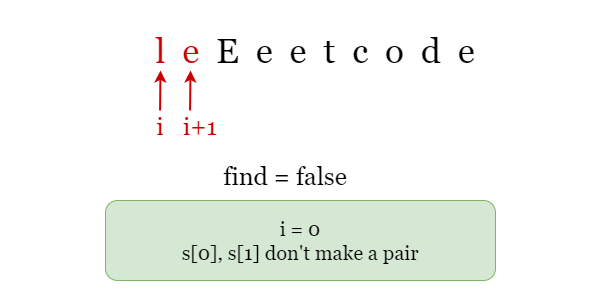 l e E e e e t c o d e
i i+1
find = false
i = 0
s[0], s[1] don't make a pair